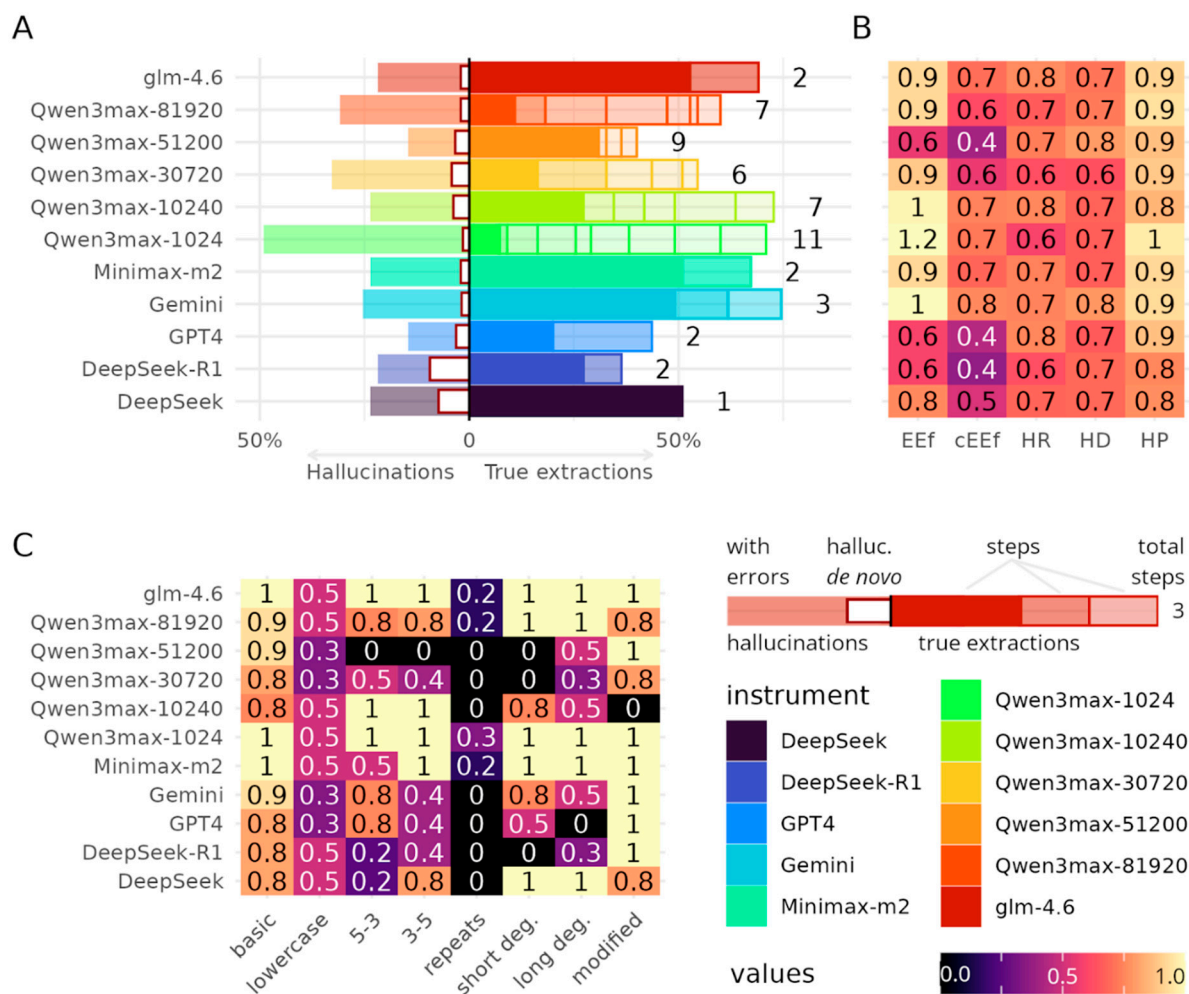 A
glm-4.6 2
Qwen3max-81920 7
Qwen3max-51200 9
Qwen3max-30720 6
Qwen3max-10240 7
Qwen3max-1024 11
Minimax-m2 2
Gemini 3
GPT4 2
DeepSeek-R1 2
DeepSeek 1
50% 0 50%
Hallucinations True extractions
B
0.9 0.7 0.8 0.7 0.9
0.9 0.6 0.7 0.7 0.9
0.6 0.4 0.7 0.8 0.9
0.9 0.6 0.6 0.6 0.9
1 0.7 0.8 0.7 0.8
1.2 0.7 0.6 0.7 1
0.9 0.7 0.7 0.7 0.9
1 0.8 0.7 0.8 0.9
0.6 0.4 0.8 0.7 0.9
0.6 0.4 0.6 0.7 0.8
0.8 0.5 0.7 0.7 0.8
EEf cEEf HR HD HP
C
glm-4.6 1 0.5 1 1 0.2 1 1 1
Qwen3max-81920 0.9 0.5 0.8 0.8 0.2 1 1 0.8
Qwen3max-51200 0.9 0.3 0 0 0 0 0.5 1
Qwen3max-30720 0.8 0.3 0.5 0.4 0 0 0.3 0.8
Qwen3max-10240 0.8 0.5 1 1 0 0.8 0.5 0
Qwen3max-1024 1 0.5 1 1 0.3 1 1 1
Minimax-m2 1 0.5 0.5 1 0.2 1 1 1
Gemini 0.9 0.3 0.8 0.4 0 0.8 0.5 1
GPT4 0.8 0.3 0.8 0.4 0 0.5 0 1
DeepSeek-R1 0.8 0.5 0.2 0.4 0 0 0.3 1
DeepSeek 0.8 0.5 0.2 0.8 0 1 1 0.8
basic lowercase 5-3 3-5 repeats short deg. long deg. modified
with halluc. steps total
errors de novo steps
3
hallucinations true extractions
instrument
DeepSeek
DeepSeek-R1
GPT4
Gemini
Minimax-m2
Qwen3max-1024
Qwen3max-10240
Qwen3max-30720
Qwen3max-51200
Qwen3max-81920
glm-4.6
values 0.0 0.5 1.0